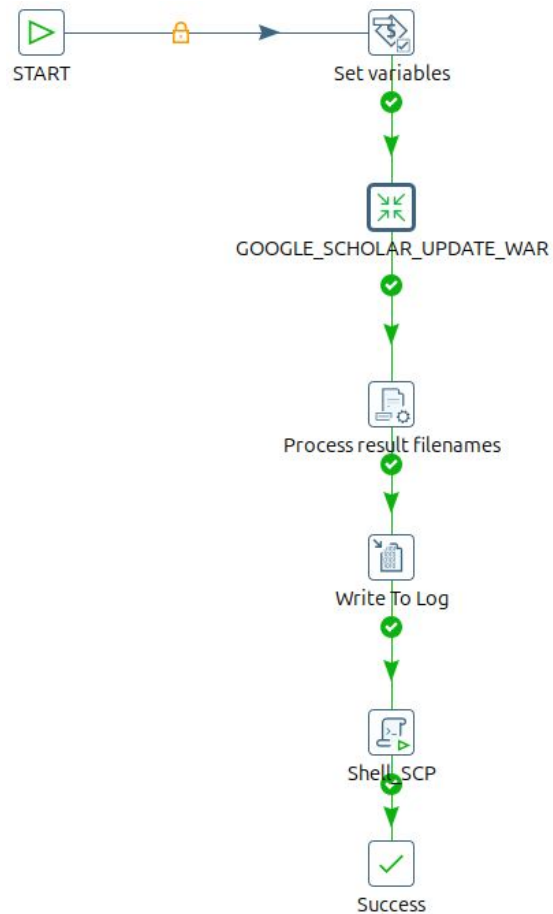 START
Set variables
GOOGLE_SCHOLAR_UPDATE_WAR
Process result filenames
Write To Log
Shell_SCP
Success